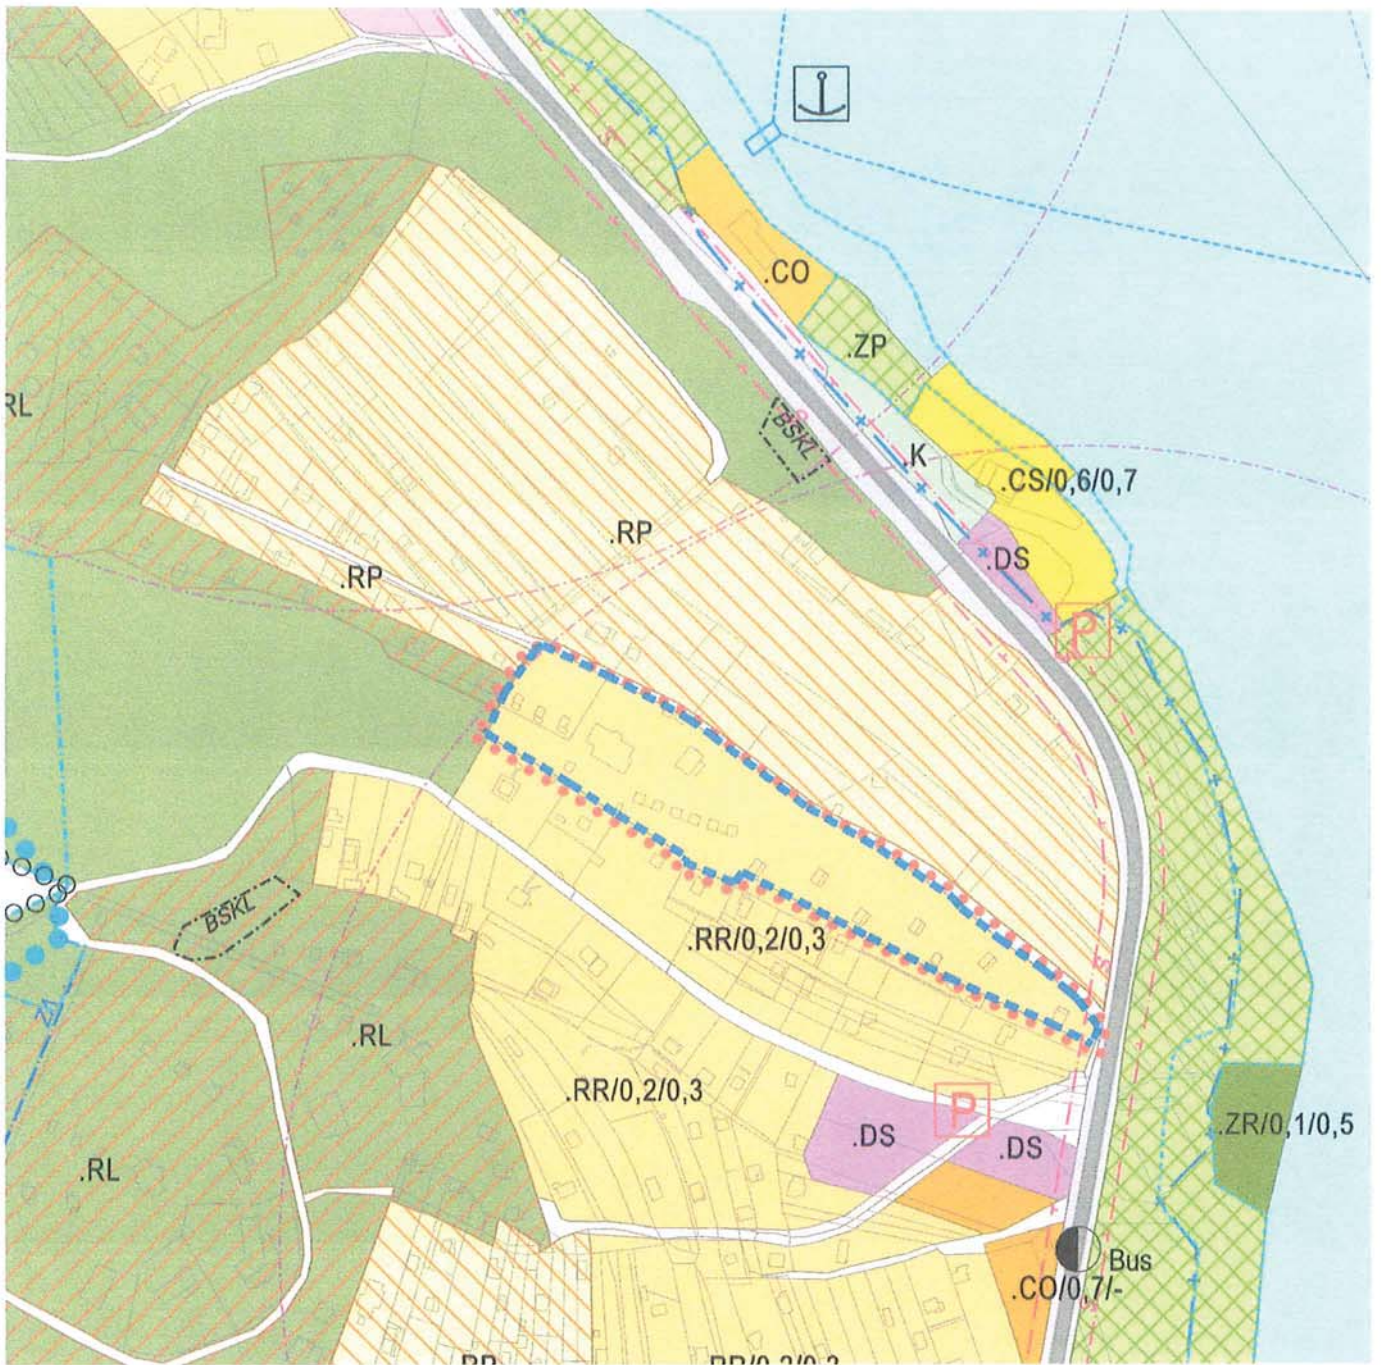 .CO
.ZP
RL
BSKL
.K
.CS/0,6/0,7
.RP
.DS
.RP
P
BSKL
.RR/0,2/0,3
.RL
.RR/0,2/0,3
P
.DS
.DS
.ZR/0,1/0,5
.RL
Bus
.CO/0,7/-